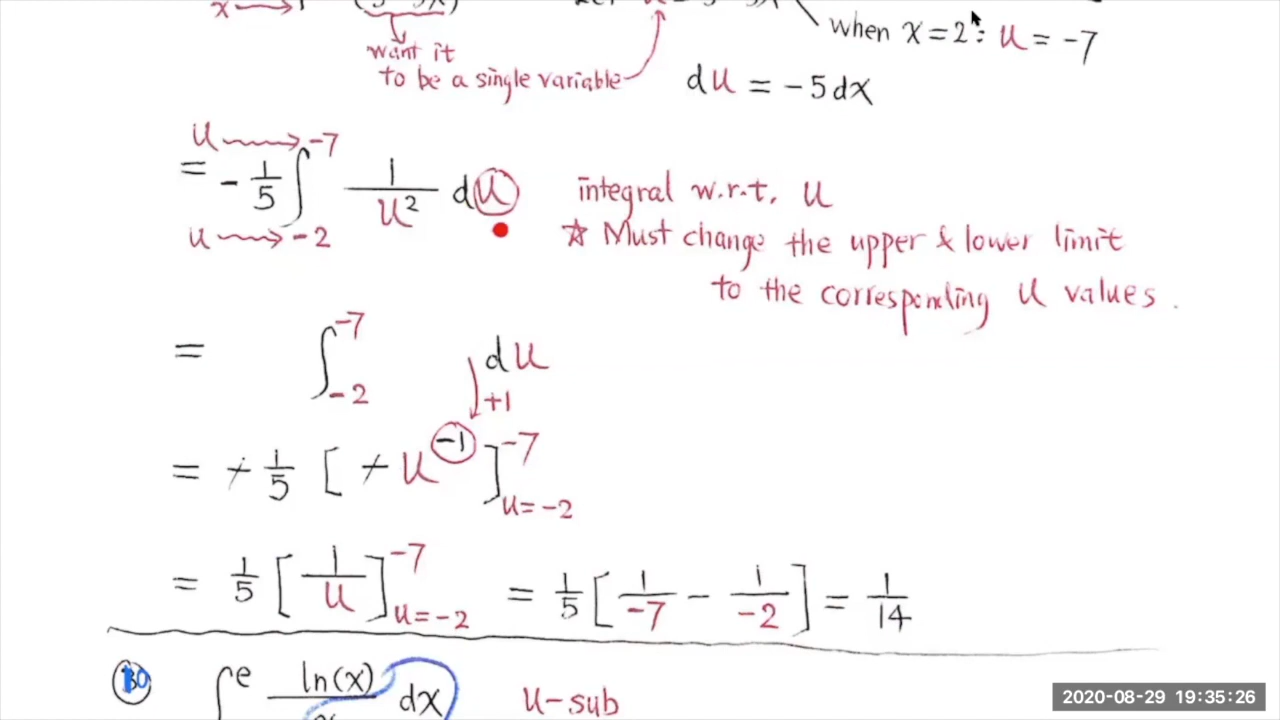 when x = 2 : u = -7
want it
to be a single variable
du = -5dx
u → -7
= - 1/5 ∫ 1/u² du integral w.r.t. u
u → -2
☆ Must change the upper & lower limit
to the corresponding u values.
= ∫_{-2}^{-7} du
+1
= - 1/5 [ - u^{-1} ]_{u=-2}^{-7}
= 1/5 [ 1/u ]_{u=-2}^{-7} = 1/5 [ 1/-7 - 1/-2 ] = 1/14
∫^e ln(x) dx u-sub
2020-08-29 19:35:26